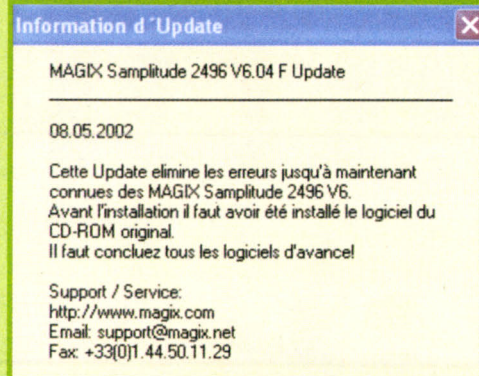 Information d´Update
MAGIX Samplitude 2496 V6.04 F Update
08.05.2002
Cette Update elimine les erreurs jusqu'à maintenant
connues des MAGIX Samplitude 2496 V6.
Avant l'installation il faut avoir été installé le logiciel du
CD-ROM original.
Il faut concluez tous les logiciels d'avance!
Support / Service:
http://www.magix.com
Email: support@magix.net
Fax: +33(0)1.44.50.11.29